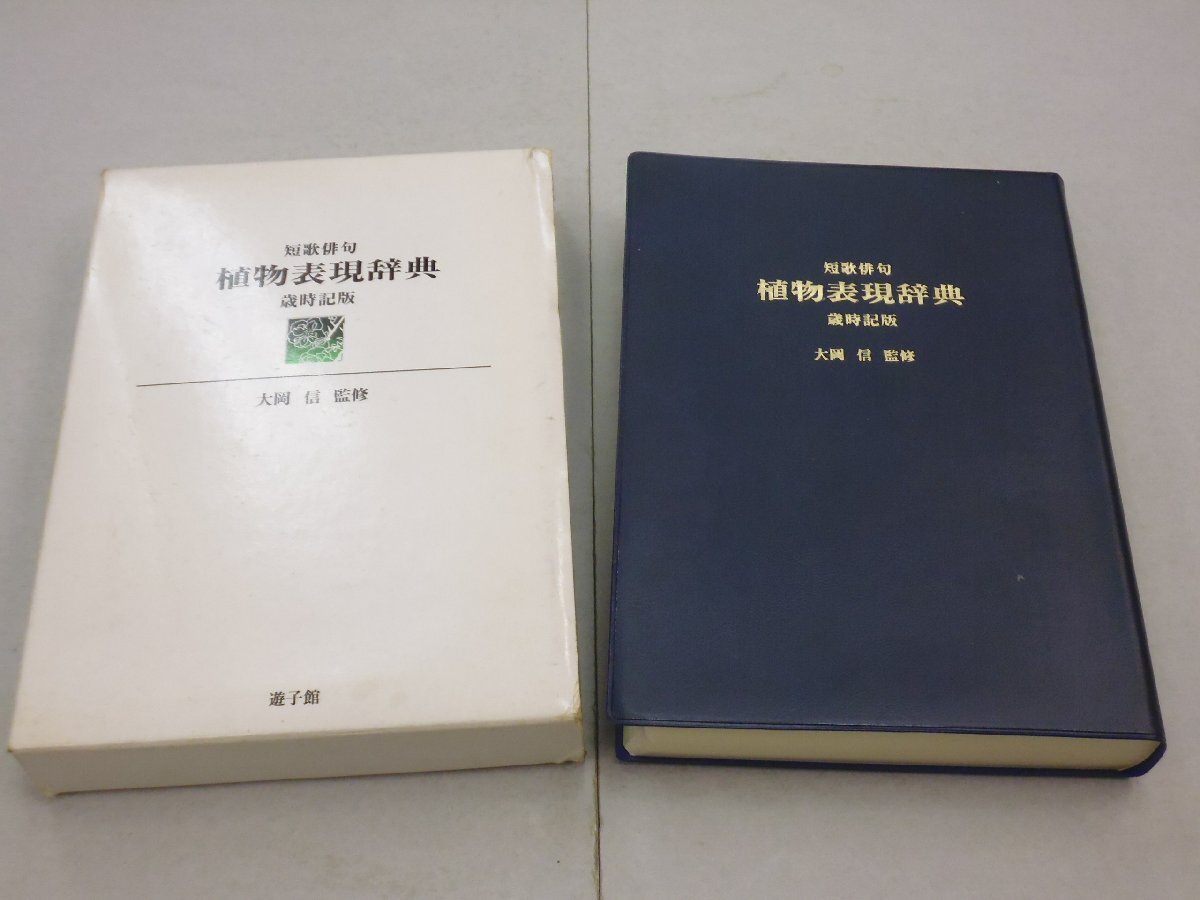 短歌俳句
植物表現辞典
歳時記版
大岡 信 監修
遊子館
短歌俳句
植物表現辞典
歳時記版
大岡 信 監修